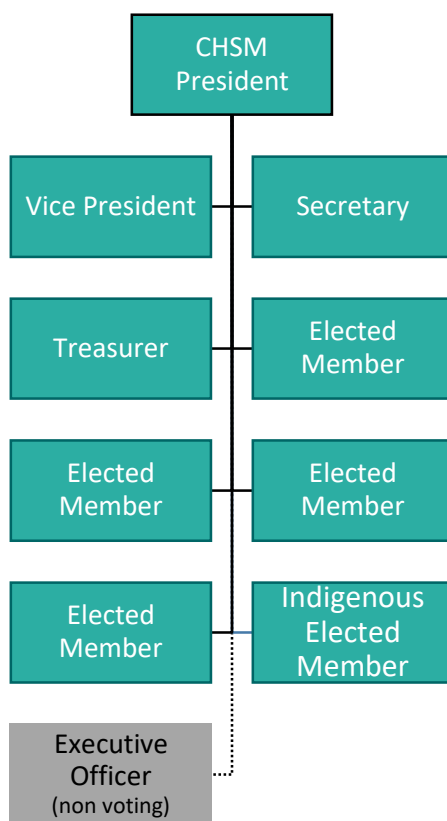 CHSM
President
Vice President
Secretary
Treasurer
Elected
Member
Elected
Member
Elected
Member
Elected
Member
Indigenous
Elected
Member
Executive
Officer
(non voting)